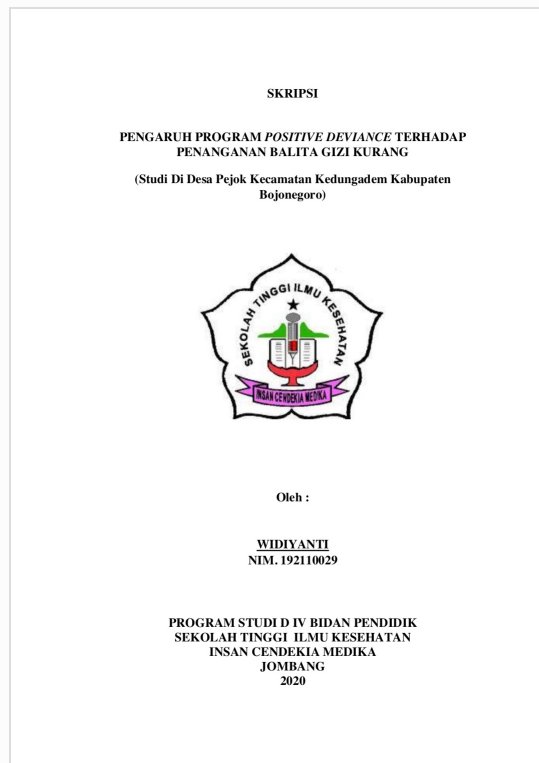 SKRIPSI
PENGARUH PROGRAM POSITIVE DEVIANCE TERHADAP
PENANGANAN BALITA GIZI KURANG
(Studi Di Desa Pejok Kecamatan Kedungadem Kabupaten
Bojonegoro)
SEKOLAH TINGGI ILMU KESEHATAN
INSAN CENDEKIA MEDIKA
Oleh :
WIDIYANTI
NIM. 192110029
PROGRAM STUDI D IV BIDAN PENDIDIK
SEKOLAH TINGGI ILMU KESEHATAN
INSAN CENDEKIA MEDIKA
JOMBANG
2020